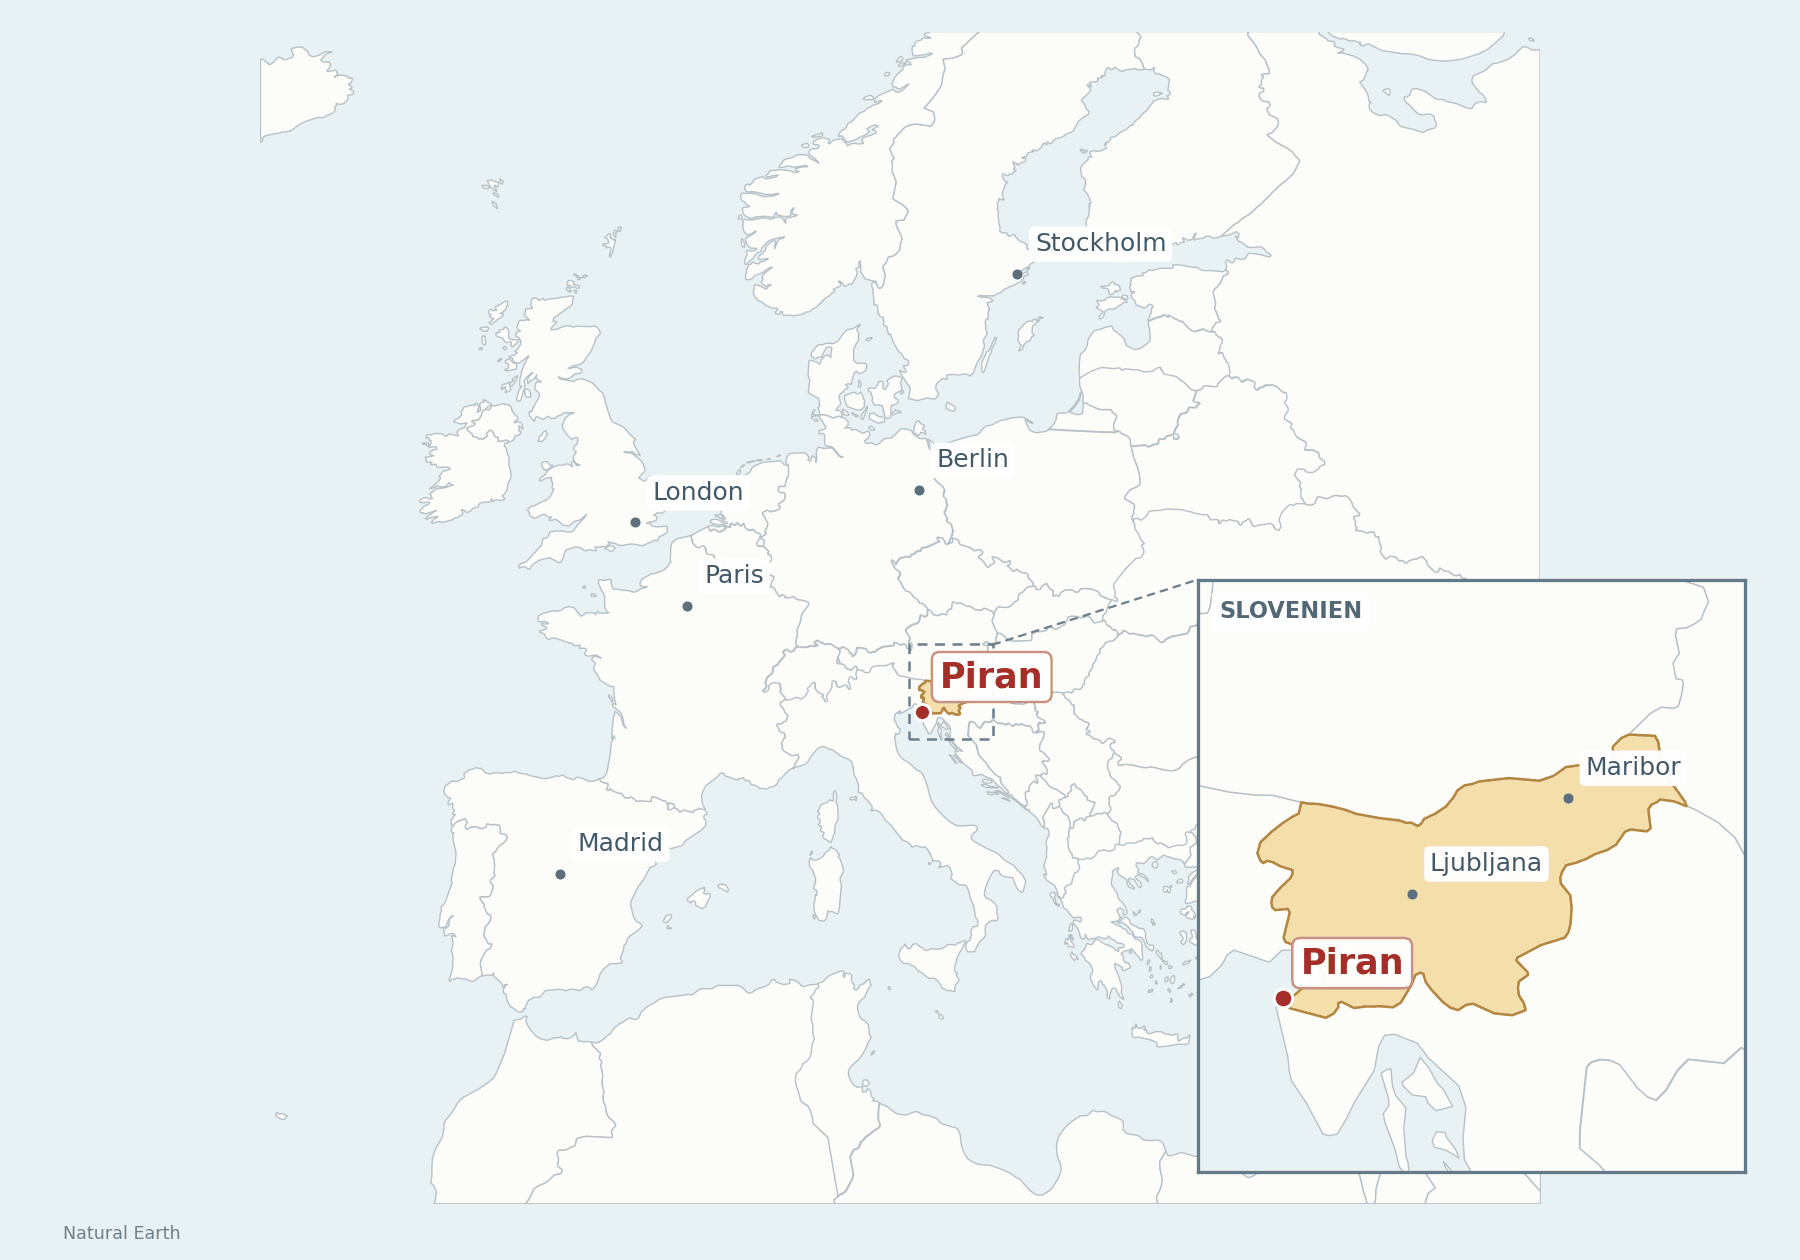 Stockholm
Berlin
London
Paris
SLOVENIEN
Piran
Maribor
Madrid
Ljubljana
Piran
Natural Earth